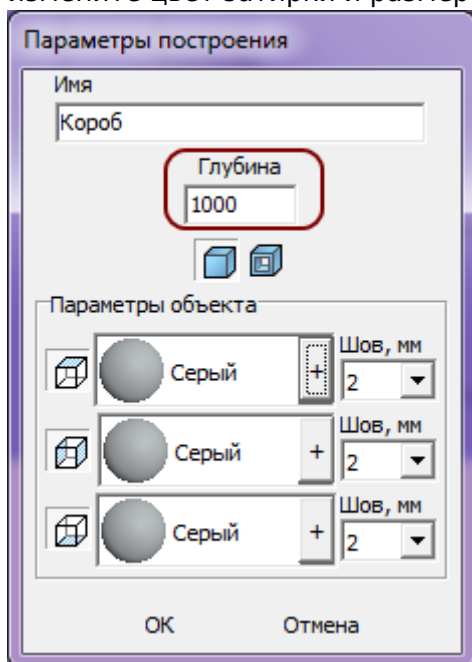 Параметры построения
Имя
Короб
Глубина
1000
Параметры объекта
Серый + Шов, мм 2
Серый + Шов, мм 2
Серый + Шов, мм 2
ОК Отмена